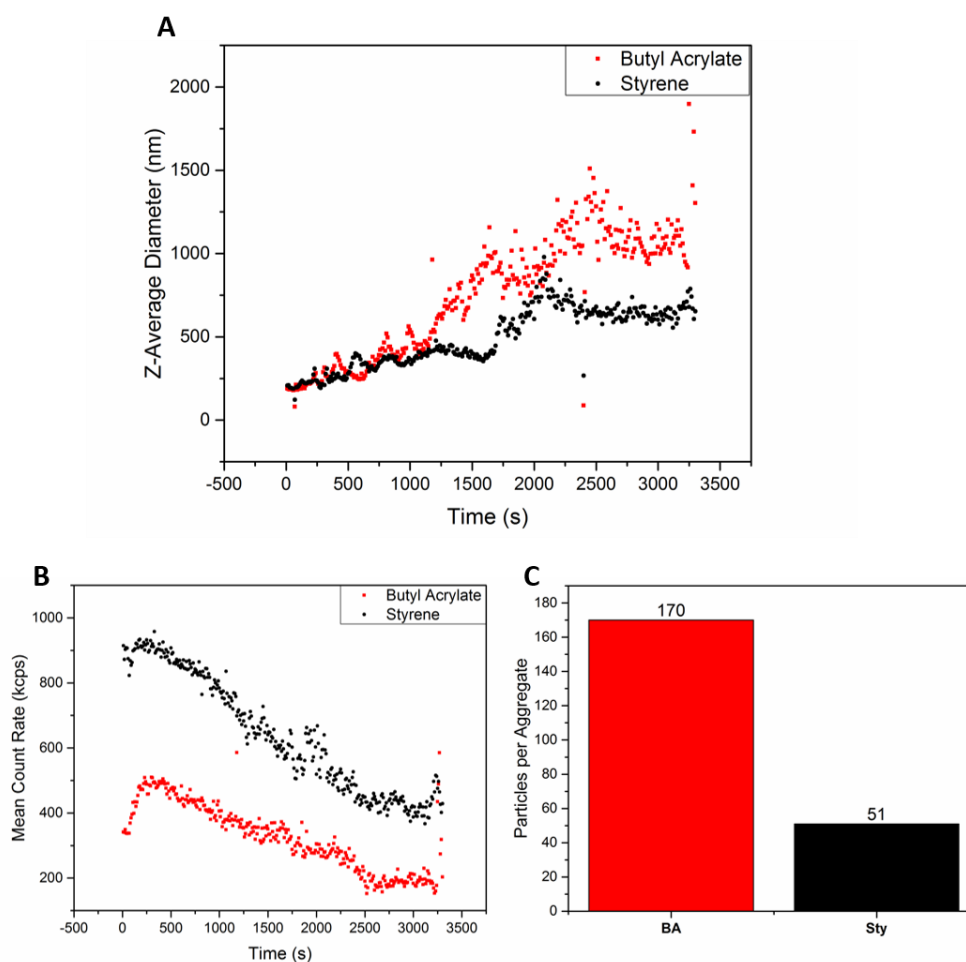 A
Butyl Acrylate
Styrene
2000
1500
1000
500
0
Z-Average Diameter (nm)
-500 0 500 1000 1500 2000 2500 3000 3500
Time (s)
B
Butyl Acrylate
Styrene
1000
800
600
400
200
Mean Count Rate (kcps)
-500 0 500 1000 1500 2000 2500 3000 3500
Time (s)
C
180
160
140
120
100
80
60
40
20
0
Particles per Aggregate
170
51
BA Sty